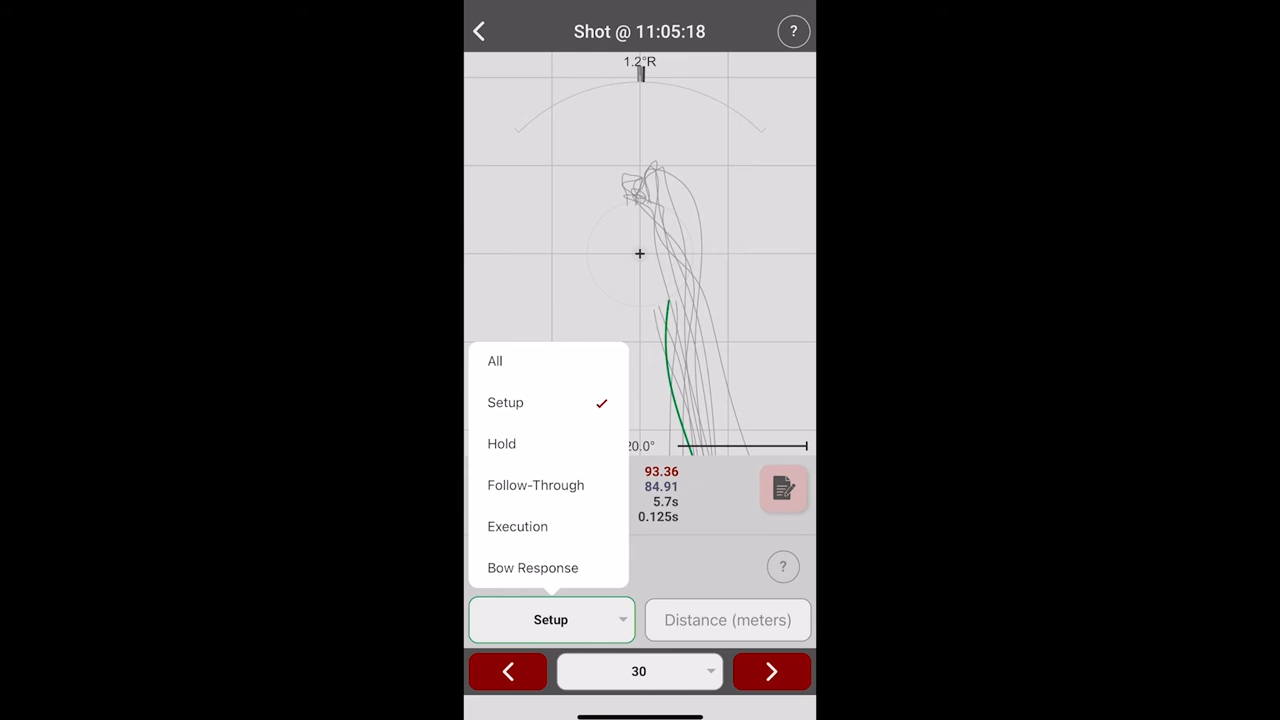 Shot @ 11:05:18
?
1.2°R
All
Setup
Hold
20.0°
Follow-Through
93.36
84.91
5.7s
0.125s
Execution
Bow Response
?
Setup
Distance (meters)
30